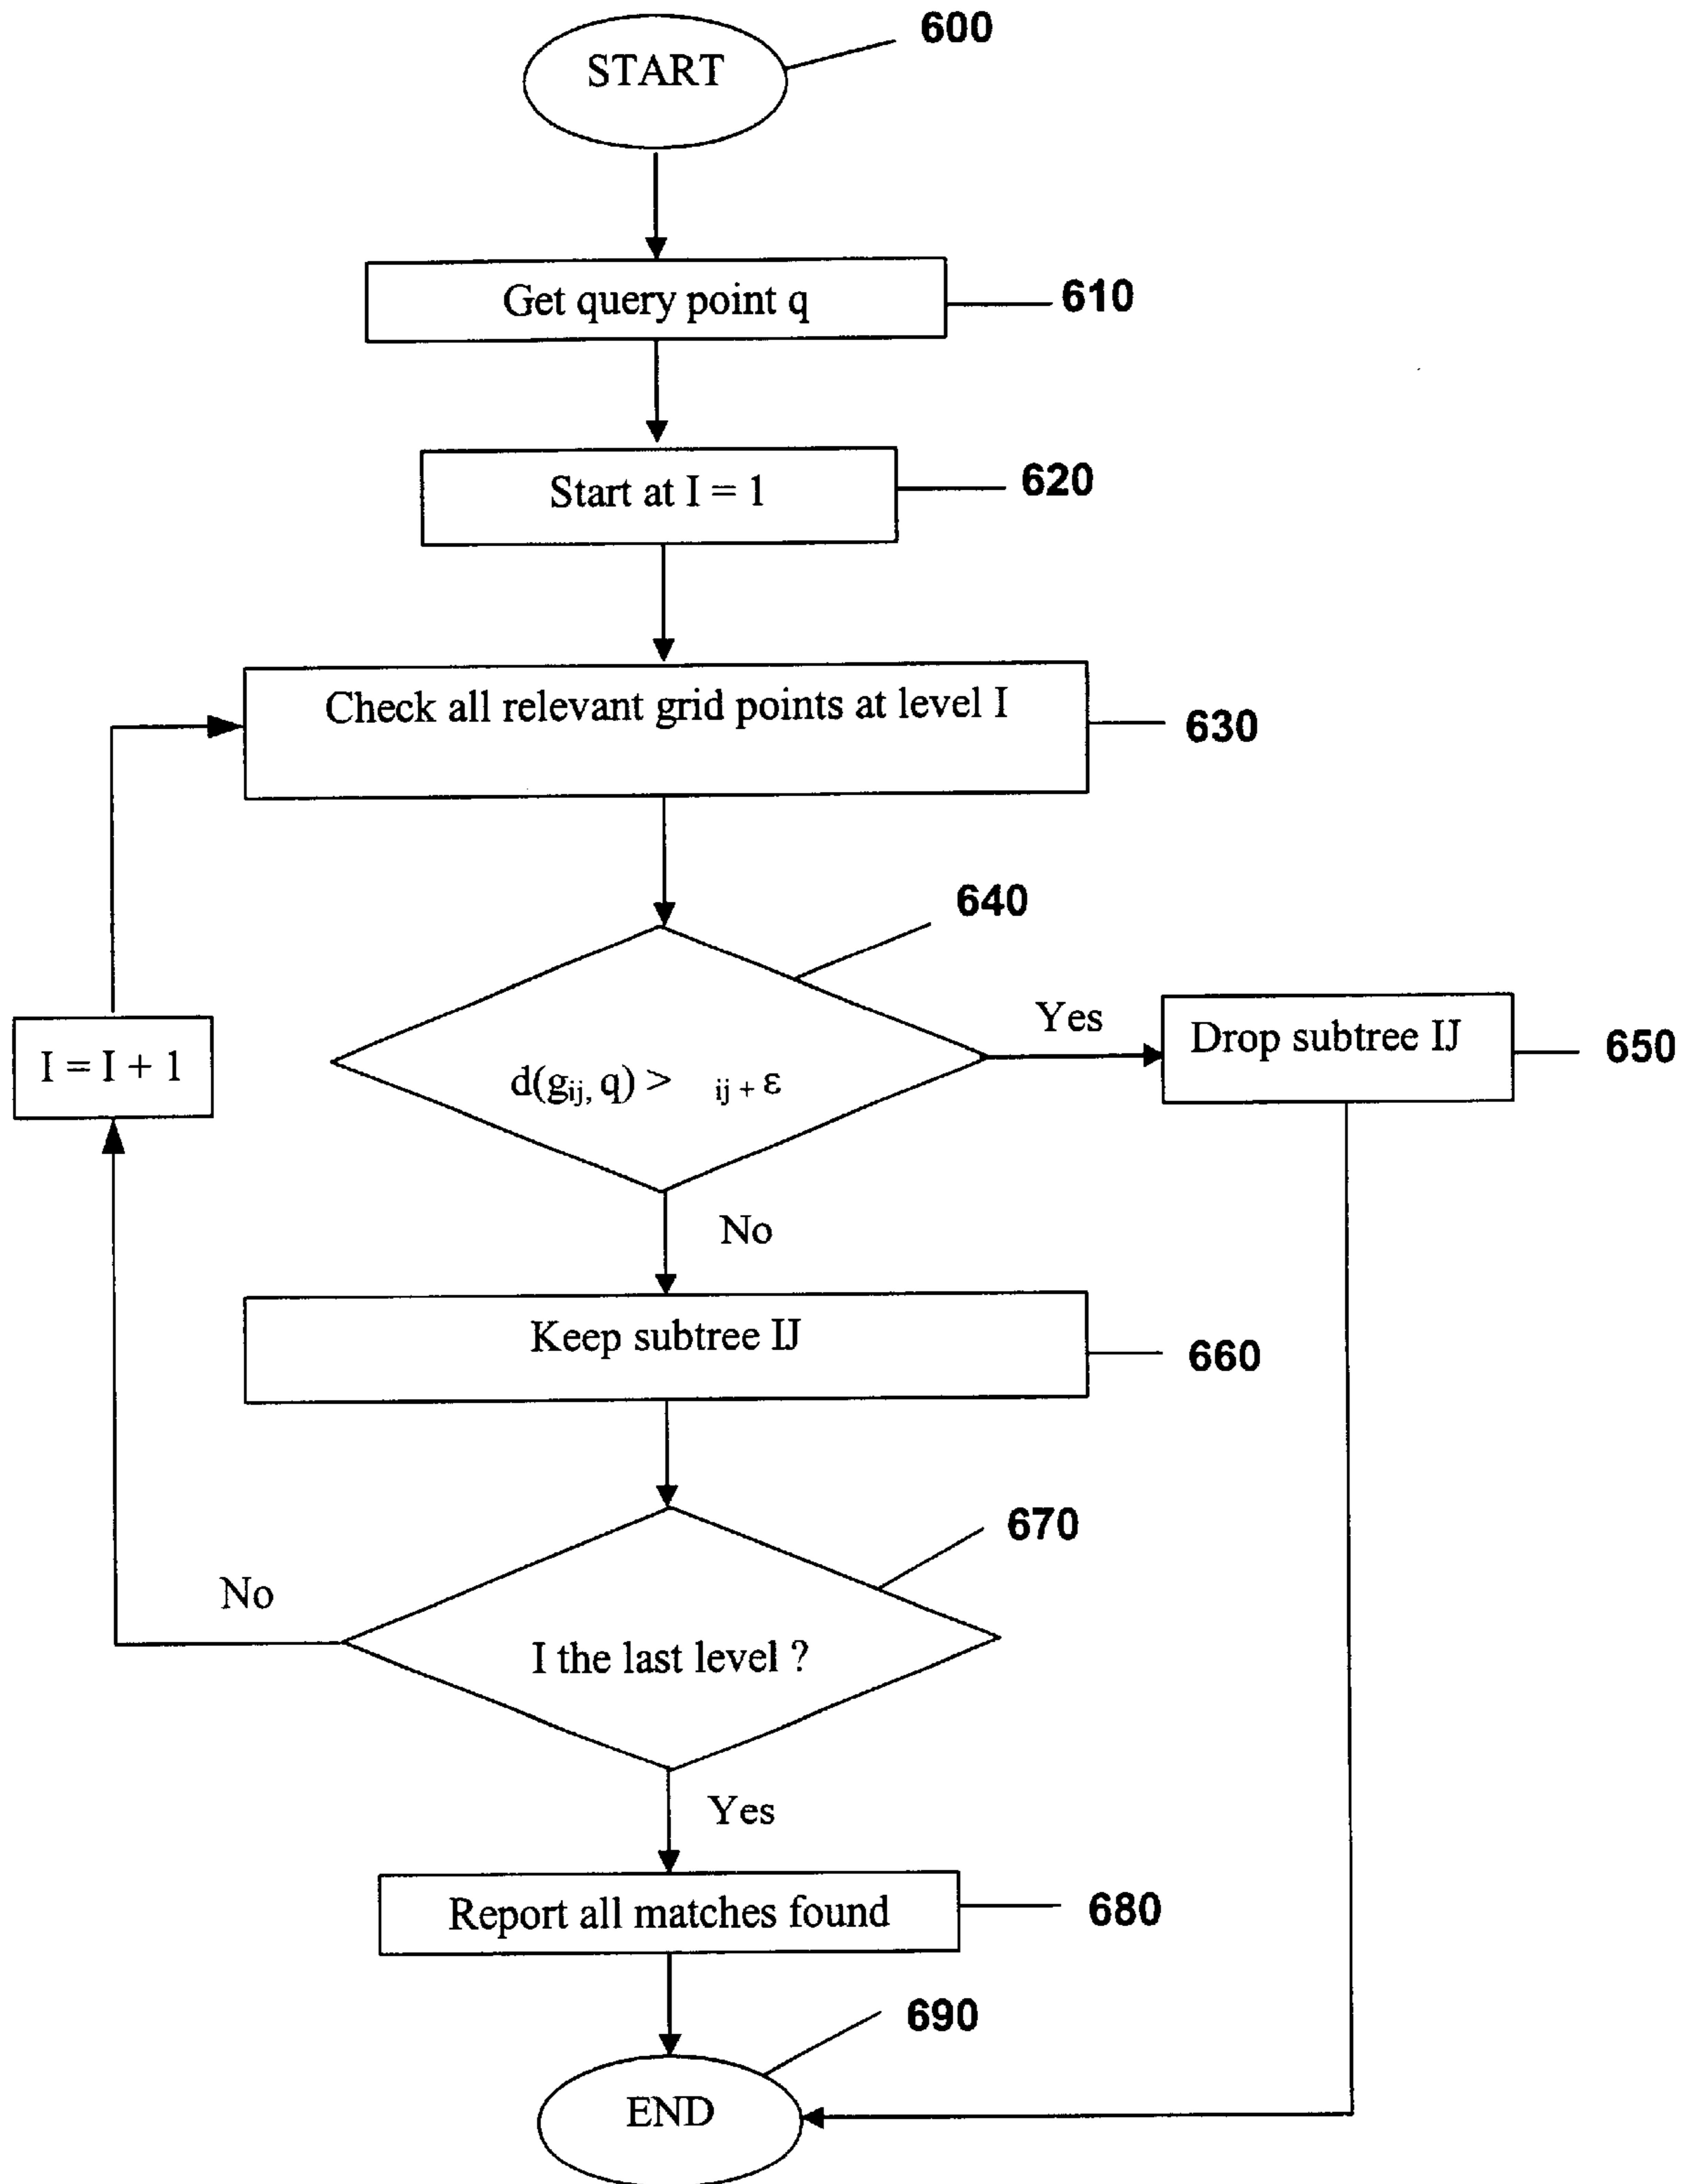 START
600
Get query point q
610
Start at I = 1
620
Check all relevant grid points at level I
630
640
d(gij, q) > ij + ε
Yes
Drop subtree IJ
650
I = I + 1
No
Keep subtree IJ
660
670
No
I the last level ?
Yes
Report all matches found
680
690
END